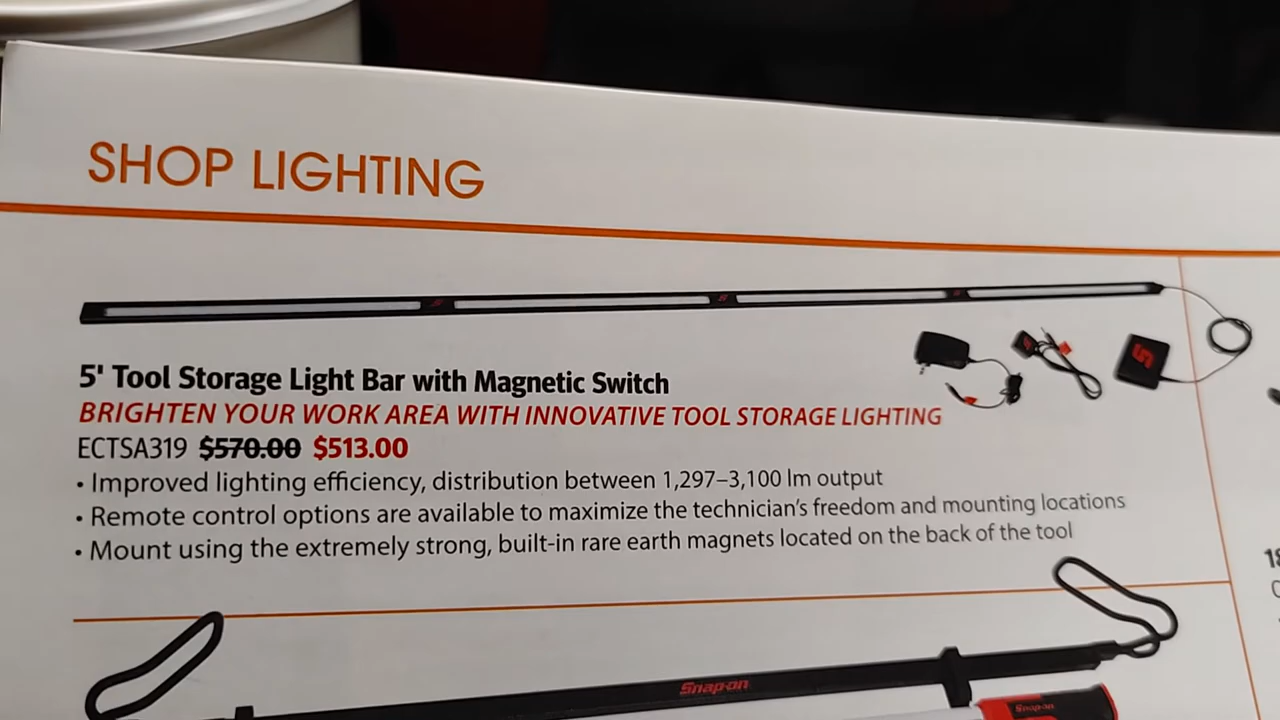 SHOP LIGHTING
5' Tool Storage Light Bar with Magnetic Switch
BRIGHTEN YOUR WORK AREA WITH INNOVATIVE TOOL STORAGE LIGHTING
ECTSA319 $570.00 $513.00
• Improved lighting efficiency, distribution between 1,297–3,100 lm output
• Remote control options are available to maximize the technician's freedom and mounting locations
• Mount using the extremely strong, built-in rare earth magnets located on the back of the tool
Snap-on
Snap-on